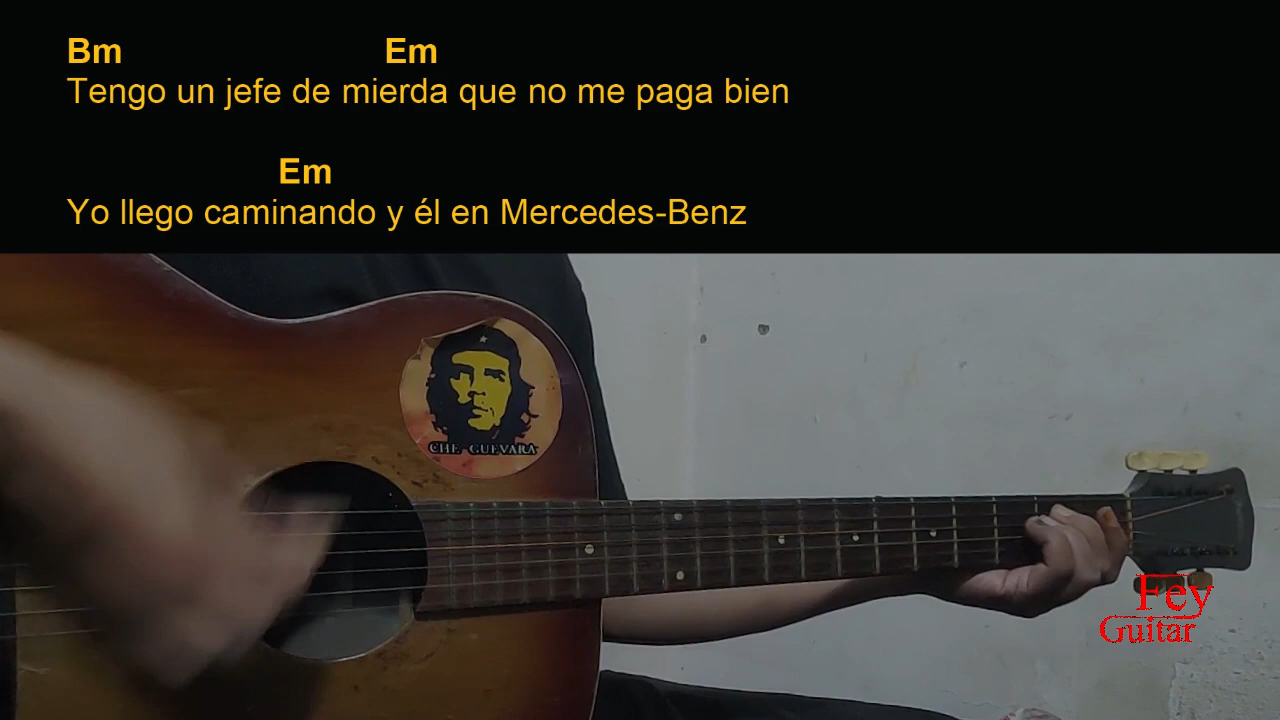 Bm Em
Tengo un jefe de mierda que no me paga bien
Em
Yo llego caminando y él en Mercedes-Benz
CHE GUEVARA
Fey
Guitar